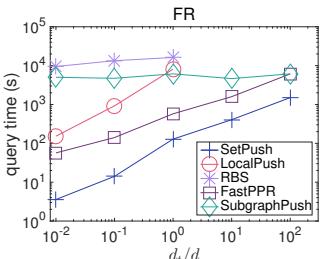 FR
query time (s)
10^5
10^4
10^3
10^2
10^1
10^0
SetPush
LocalPush
RBS
FastPPR
SubgraphPush
10^-2 10^-1 10^0 10^1 10^2